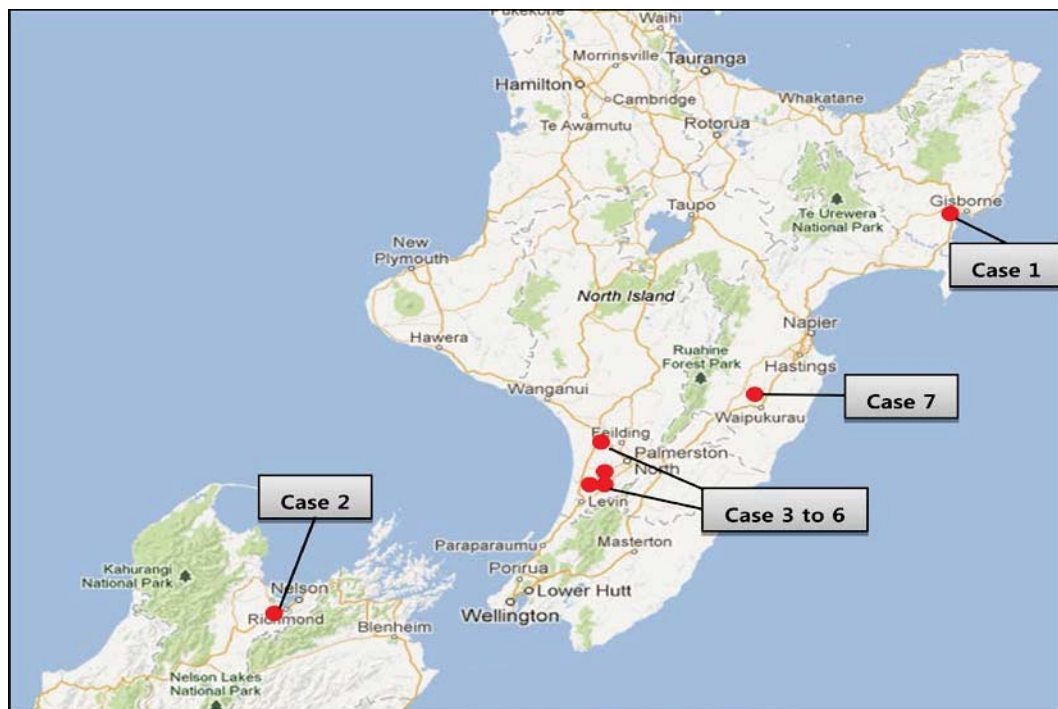 Pukekohe
Waihi
Morrinsville
Tauranga
Hamilton
Cambridge
Whakatane
Te Awamutu
Rotorua
Taupo
Te Urewera
National Park
Gisborne
Case 1
New
Plymouth
North Island
Napier
Hawera
Ruahine
Forest Park
Hastings
Wanganui
Waipukurau
Case 7
Feilding
Palmerston
North
Case 2
Levin
Case 3 to 6
Paraparaumu
Masterton
Kahurangi
National Park
Porirua
Nelson
Lower Hutt
Richmond
Wellington
Blenheim
Nelson Lakes
National Park